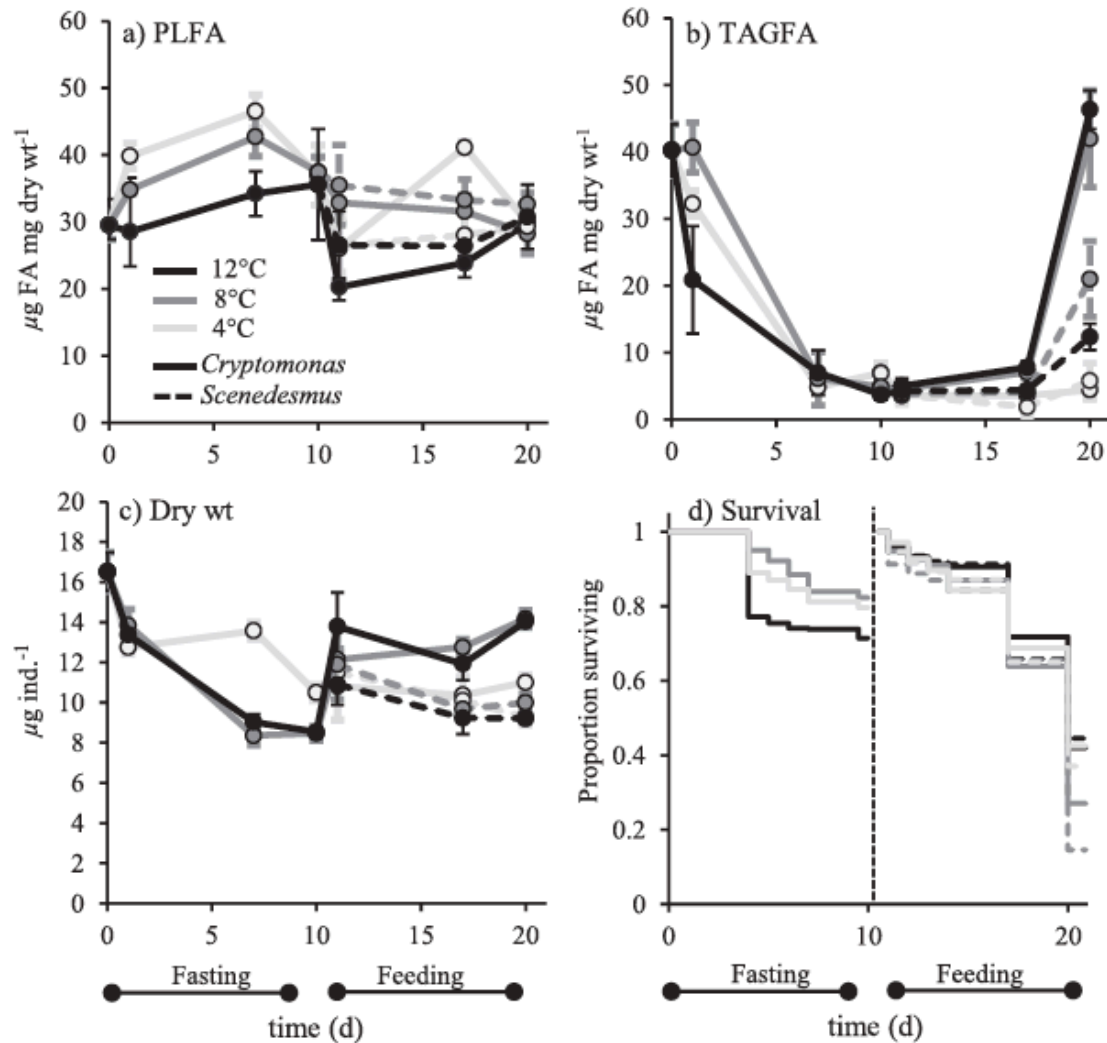 a) PLFA
b) TAGFA
60
50
40
30
20
10
0
µg FA mg dry wt⁻¹
12°C
8°C
4°C
Cryptomonas
Scenedesmus
0 5 10 15 20
60
50
40
30
20
10
0
µg FA mg dry wt⁻¹
0 5 10 15 20
c) Dry wt
d) Survival
20
18
16
14
12
10
8
6
4
2
0
µg ind.⁻¹
0 5 10 15 20
1
0.8
0.6
0.4
0.2
0
Proportion surviving
0 10 20
Fasting Feeding
time (d)
Fasting Feeding
time (d)